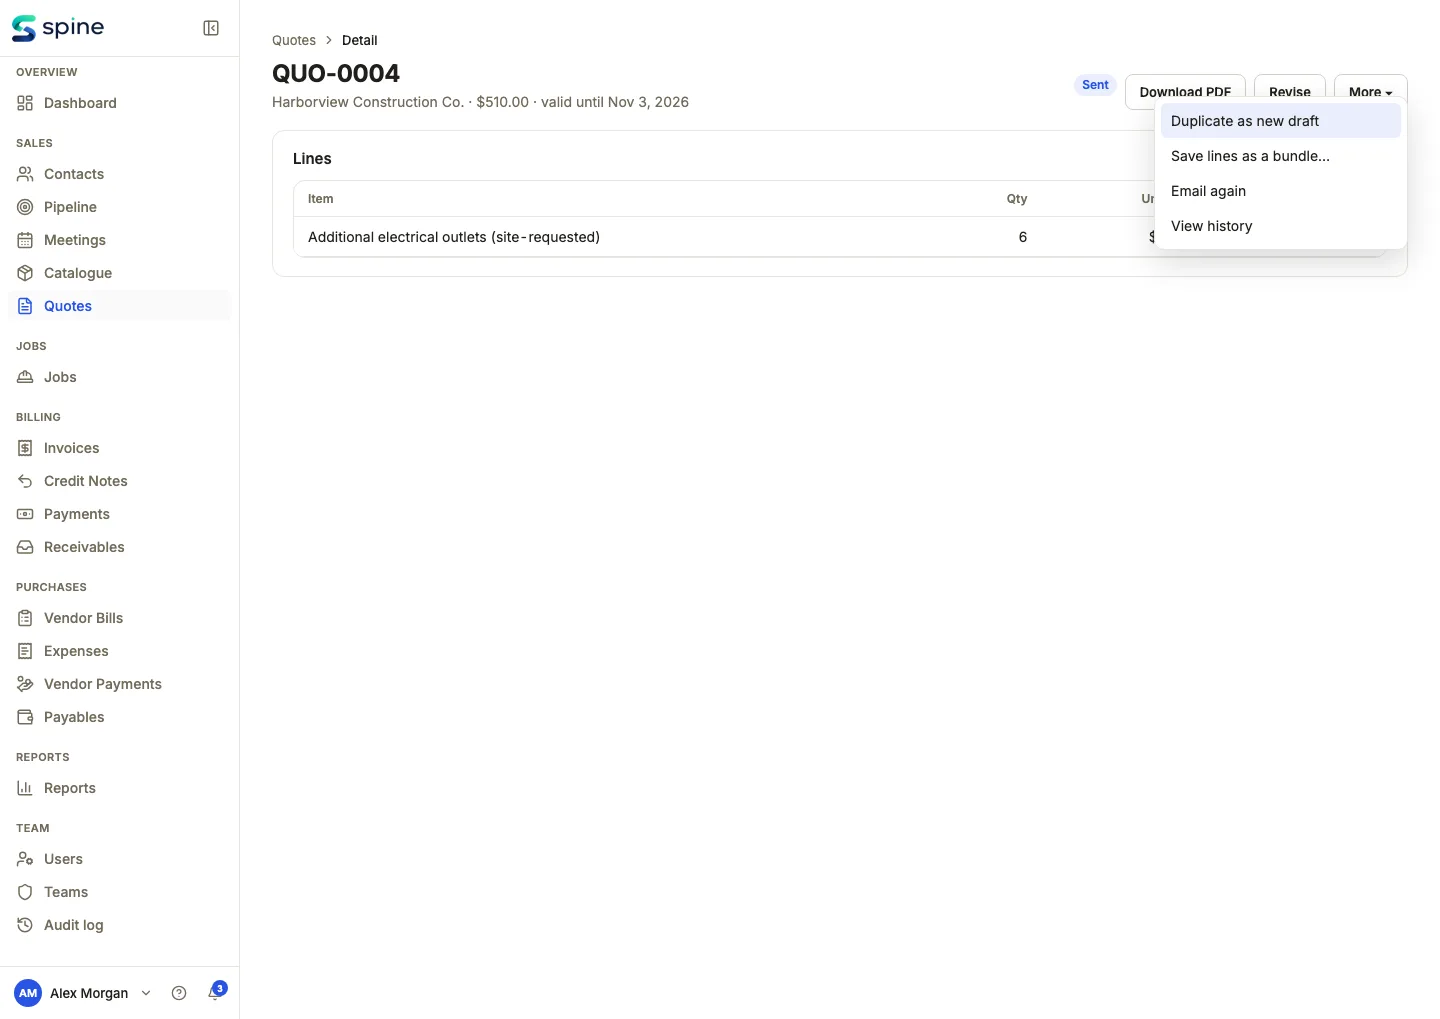 spine
OVERVIEW
Dashboard
SALES
Contacts
Pipeline
Meetings
Catalogue
Quotes
JOBS
Jobs
BILLING
Invoices
Credit Notes
Payments
Receivables
PURCHASES
Vendor Bills
Expenses
Vendor Payments
Payables
REPORTS
Reports
TEAM
Users
Teams
Audit log
AM Alex Morgan 3
Quotes > Detail
QUO-0004
Harborview Construction Co. · $510.00 · valid until Nov 3, 2026
Sent Download PDF Revise More
Duplicate as new draft
Save lines as a bundle...
Email again
View history
Lines
Item Qty
Additional electrical outlets (site-requested) 6